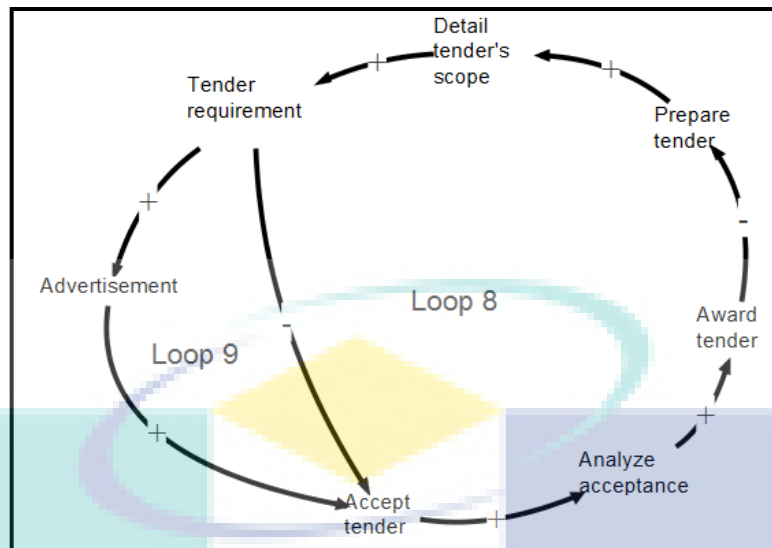 Detail
tender's
scope
+
+
Tender
requirement
Prepare
tender
+
-
Advertisement
Loop 8
Award
tender
-
Loop 9
+
+
Analyze
acceptance
Accept
tender
+